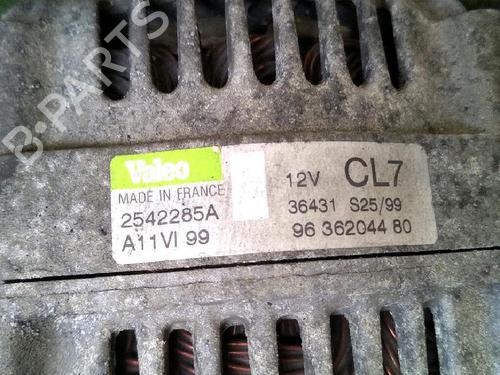 B-PARTS
Valeo
MADE IN FRANCE
2542285A
A11VI 99
12V CL7
36431 S25/99
96 362044 80